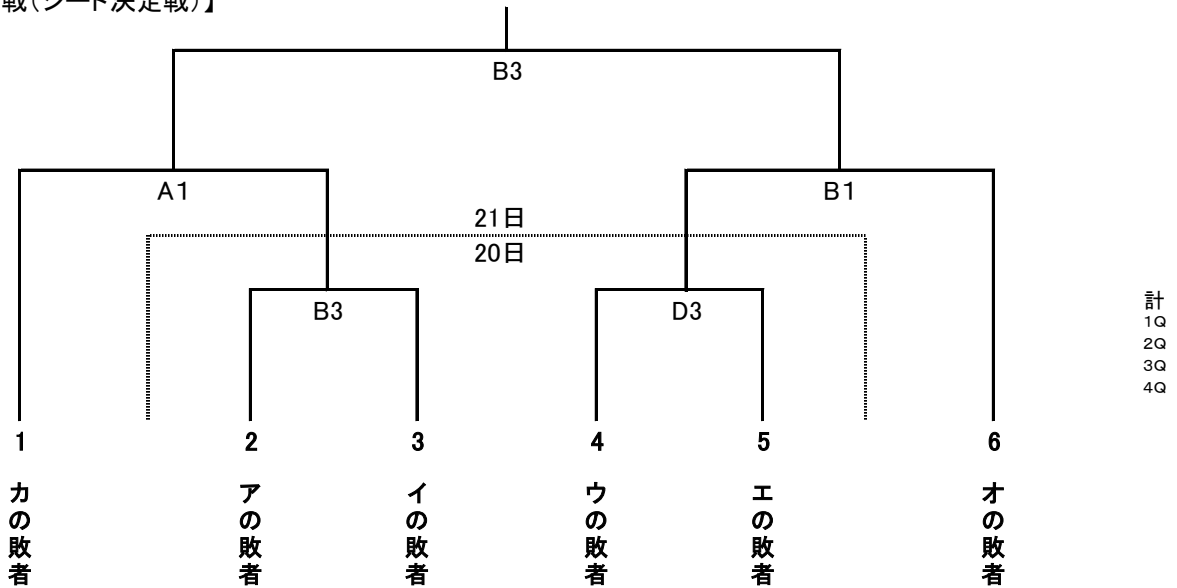 戦(シード決定戦)】
B3
A1
B1
21日
20日
B3
D3
計
1Q
2Q
3Q
4Q
1
2
3
4
5
6
カの敗者
アの敗者
イの敗者
ウの敗者
エの敗者
オの敗者